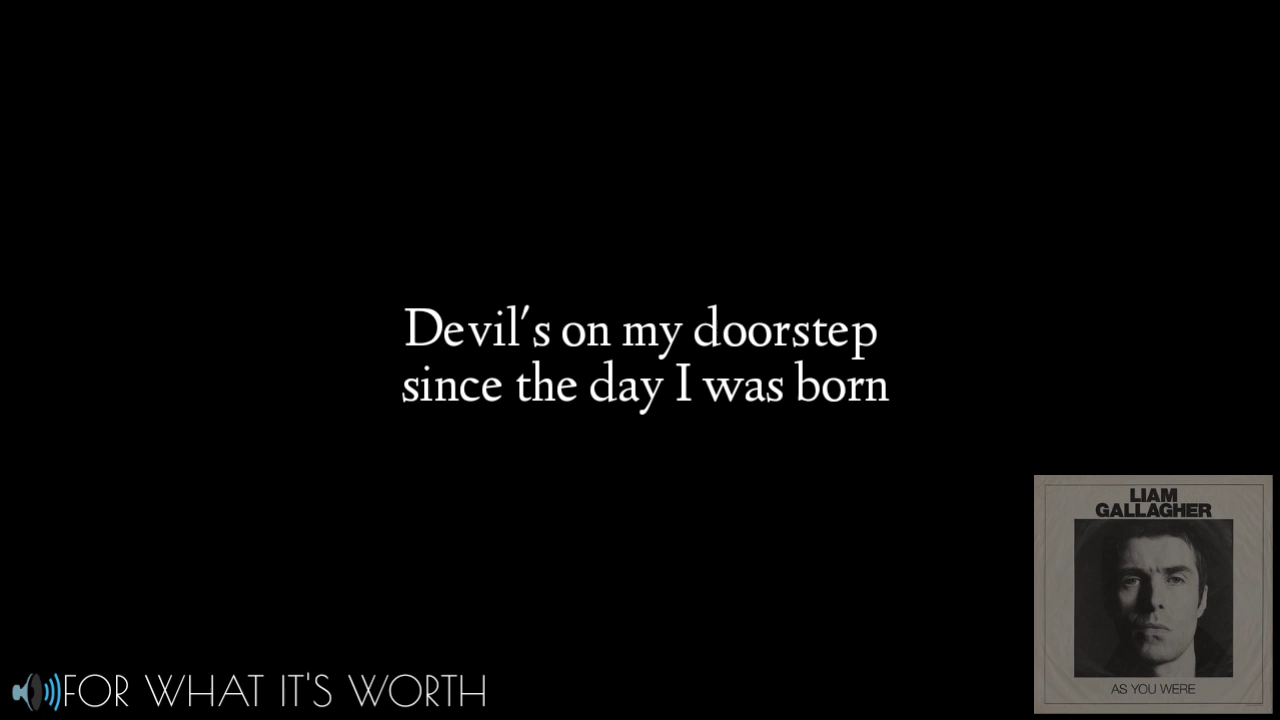 Devil's on my doorstep
since the day I was born
LIAM
GALLAGHER
AS YOU WERE
FOR WHAT IT'S WORTH